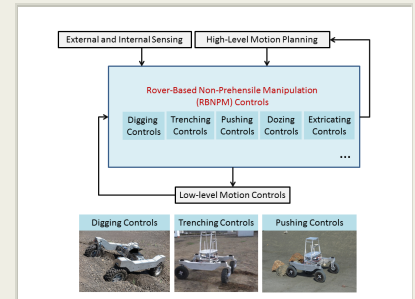 External and Internal Sensing
High-Level Motion Planning
Rover-Based Non-Prehensile Manipulation
(RBNPM) Controls
Digging Controls
Trenching Controls
Pushing Controls
Dozing Controls
Extricating Controls
...
Low-level Motion Controls
Digging Controls
Trenching Controls
Pushing Controls